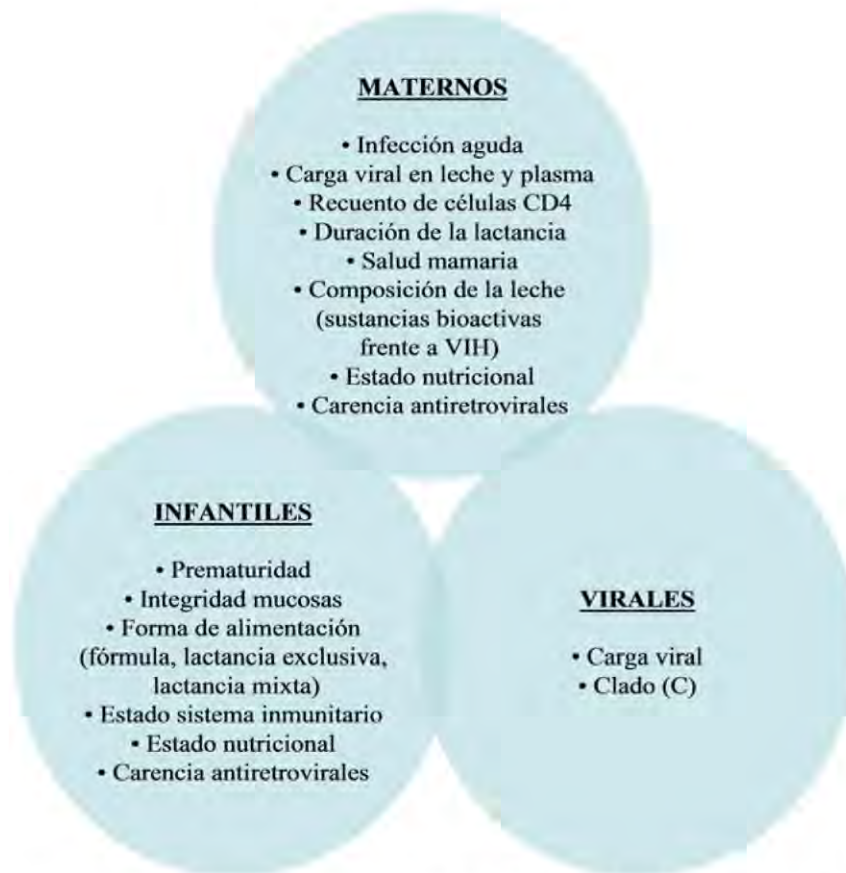 MATERNOS
• Infección aguda
• Carga viral en leche y plasma
• Recuento de células CD4
• Duración de la lactancia
• Salud mamaria
• Composición de la leche
(sustancias bioactivas
frente a VIH)
• Estado nutricional
• Carencia antiretrovirales
INFANTILES
• Prematuridad
• Integridad mucosas
• Forma de alimentación
(fórmula, lactancia exclusiva,
lactancia mixta)
• Estado sistema inmunitario
• Estado nutricional
• Carencia antiretrovirales
VIRALES
• Carga viral
• Clado (C)